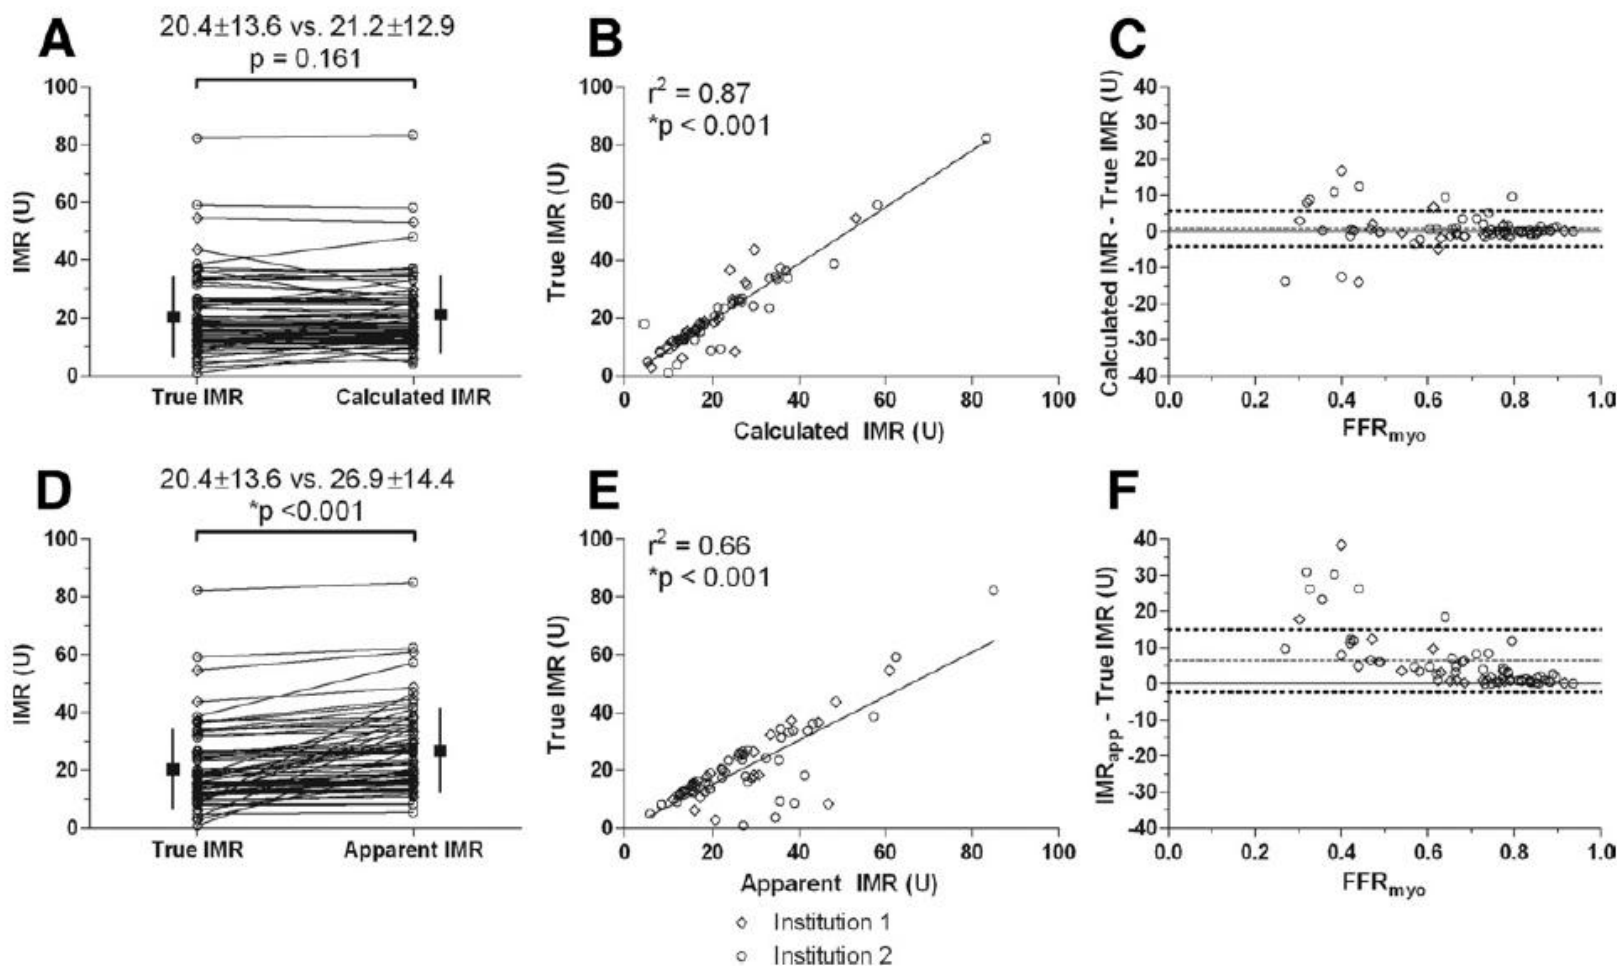 A
20.4±13.6 vs. 21.2±12.9
p = 0.161
100
80
60
40
20
0
IMR (U)
True IMR
Calculated IMR
B
r² = 0.87
*p < 0.001
100
80
60
40
20
0
True IMR (U)
0 20 40 60 80 100
Calculated IMR (U)
C
40
30
20
10
0
-10
-20
-30
-40
Calculated IMR - True IMR (U)
0.0 0.2 0.4 0.6 0.8 1.0
FFRmyo
D
20.4±13.6 vs. 26.9±14.4
*p <0.001
100
80
60
40
20
0
IMR (U)
True IMR
Apparent IMR
E
r² = 0.66
*p < 0.001
100
80
60
40
20
0
True IMR (U)
0 20 40 60 80 100
Apparent IMR (U)
F
40
30
20
10
0
-10
-20
-30
-40
IMRapp - True IMR (U)
0.0 0.2 0.4 0.6 0.8 1.0
FFRmyo
Institution 1
Institution 2